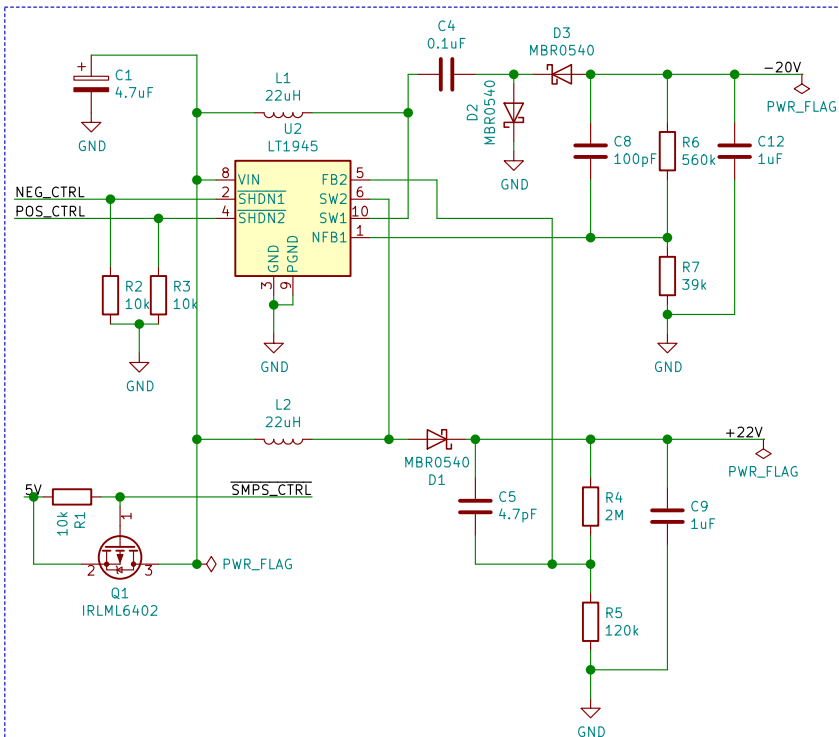 C4
0.1uF
D3
MBR0540
+
C1
4.7uF
GND
L1
22uH
U2
LT1945
D2
MBR0540
GND
-20V
PWR_FLAG
C8
100pF
R6
560k
C12
1uF
8
VIN
FB2
5
NEG_CTRL
2
SHDN1
SW2
6
POS_CTRL
4
SHDN2
SW1
10
NFB1
1
GND
PGND
3
9
R2
10k
R3
10k
GND
GND
R7
39k
GND
L2
22uH
MBR0540
D1
+22V
PWR_FLAG
5V
10k
R1
SMPS_CTRL
1
2
3
Q1
IRLML6402
PWR_FLAG
C5
4.7pF
R4
2M
C9
1uF
R5
120k
GND